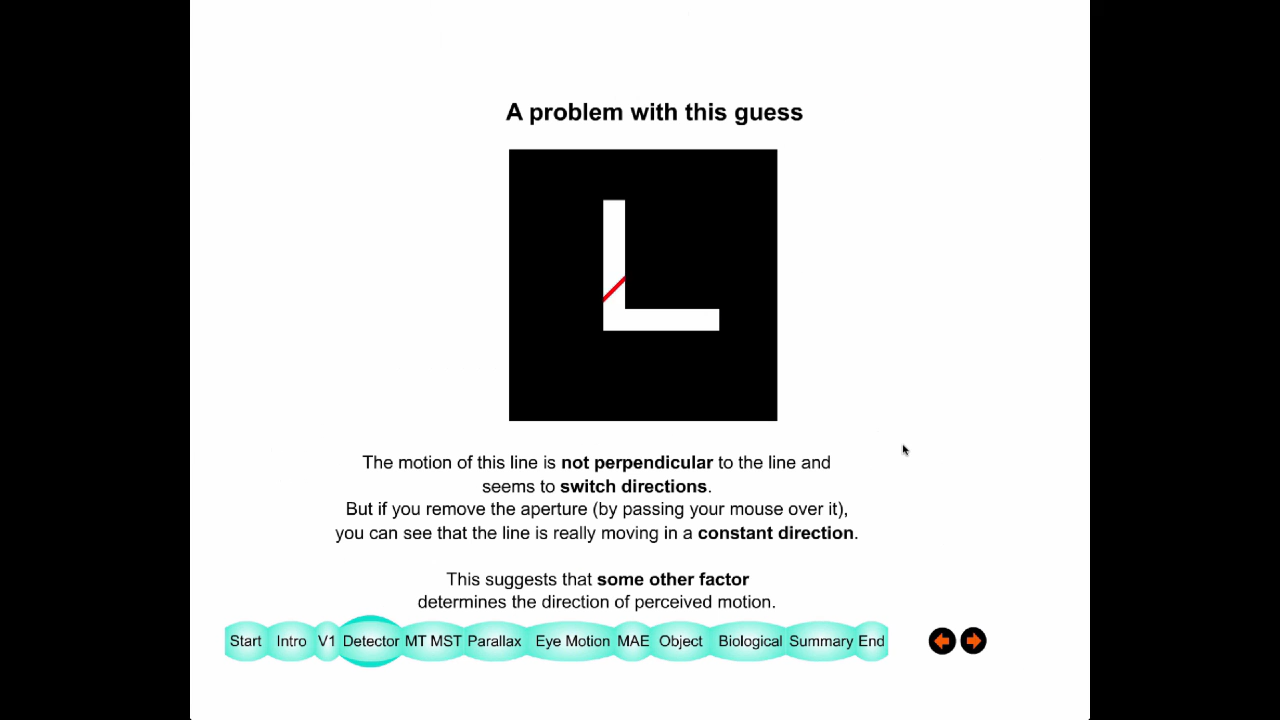 A problem with this guess
The motion of this line is not perpendicular to the line and
seems to switch directions.
But if you remove the aperture (by passing your mouse over it),
you can see that the line is really moving in a constant direction.
This suggests that some other factor
determines the direction of perceived motion.
Start Intro V1 Detector MT MST Parallax Eye Motion MAE Object Biological Summary End